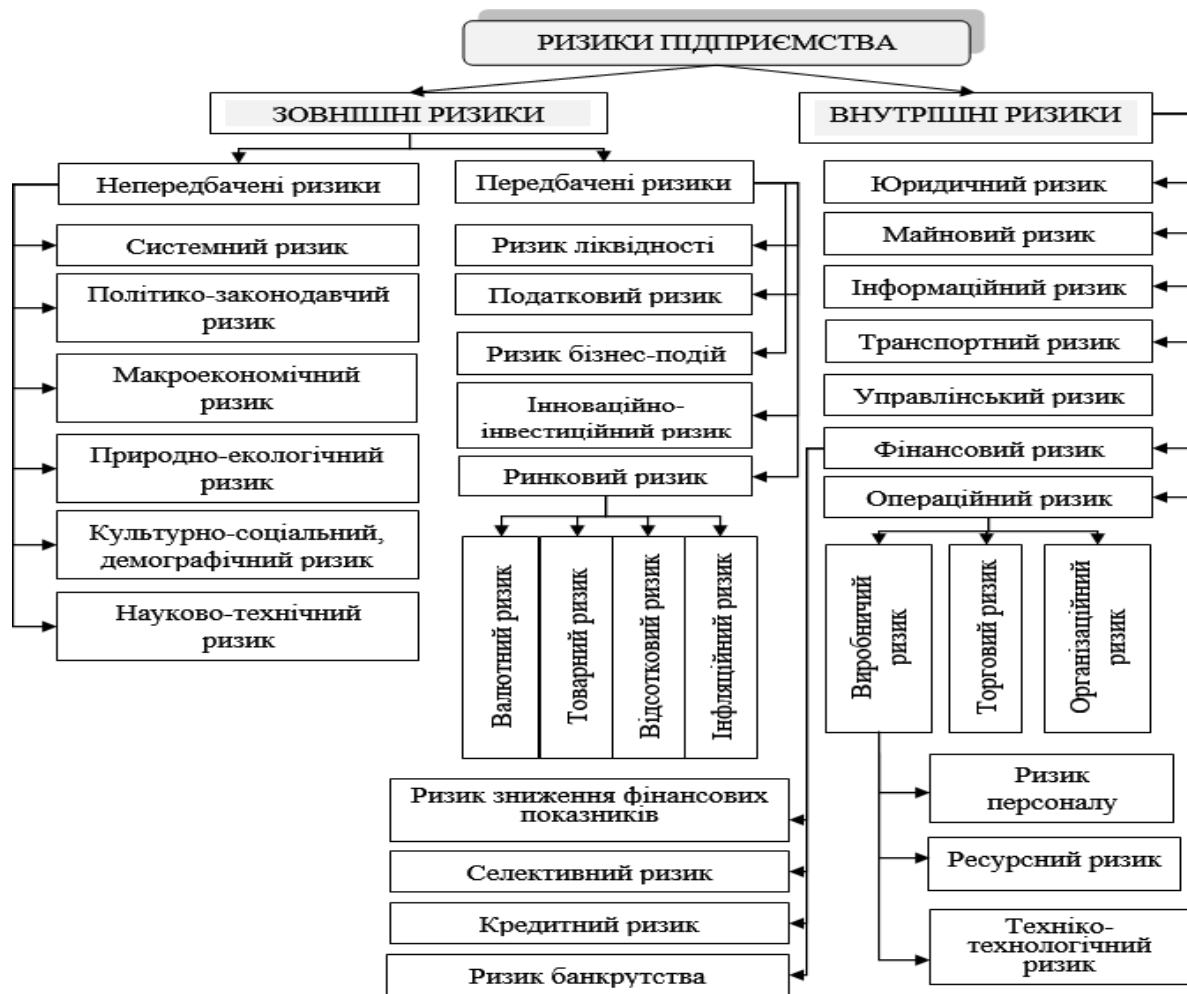 РИЗИКИ ПІДПРИЄМСТВА
ЗОВНІШНІ РИЗИКИ
ВНУТРІШНІ РИЗИКИ
Непередбачені ризики
Системний ризик
Політико-законодавчий
ризик
Макроекономічний
ризик
Природно-екологічний
ризик
Культурно-соціальний,
демографічний ризик
Науково-технічний
ризик
Передбачені ризики
Ризик ліквідності
Податковий ризик
Ризик бізнес-подій
Інноваційно-
інвестиційний ризик
Ринковий ризик
Валютний ризик
Товарний ризик
Відсотковий ризик
Інфляційний ризик
Юридичний ризик
Майновий ризик
Інформаційний ризик
Транспортний ризик
Управлінський ризик
Фінансовий ризик
Операційний ризик
Виробничий
ризик
Торговий ризик
Організаційний
ризик
Ризик
персоналу
Ресурсний ризик
Техніко-
технологічний
ризик
Ризик зниження фінансових
показників
Селективний ризик
Кредитний ризик
Ризик банкрутства